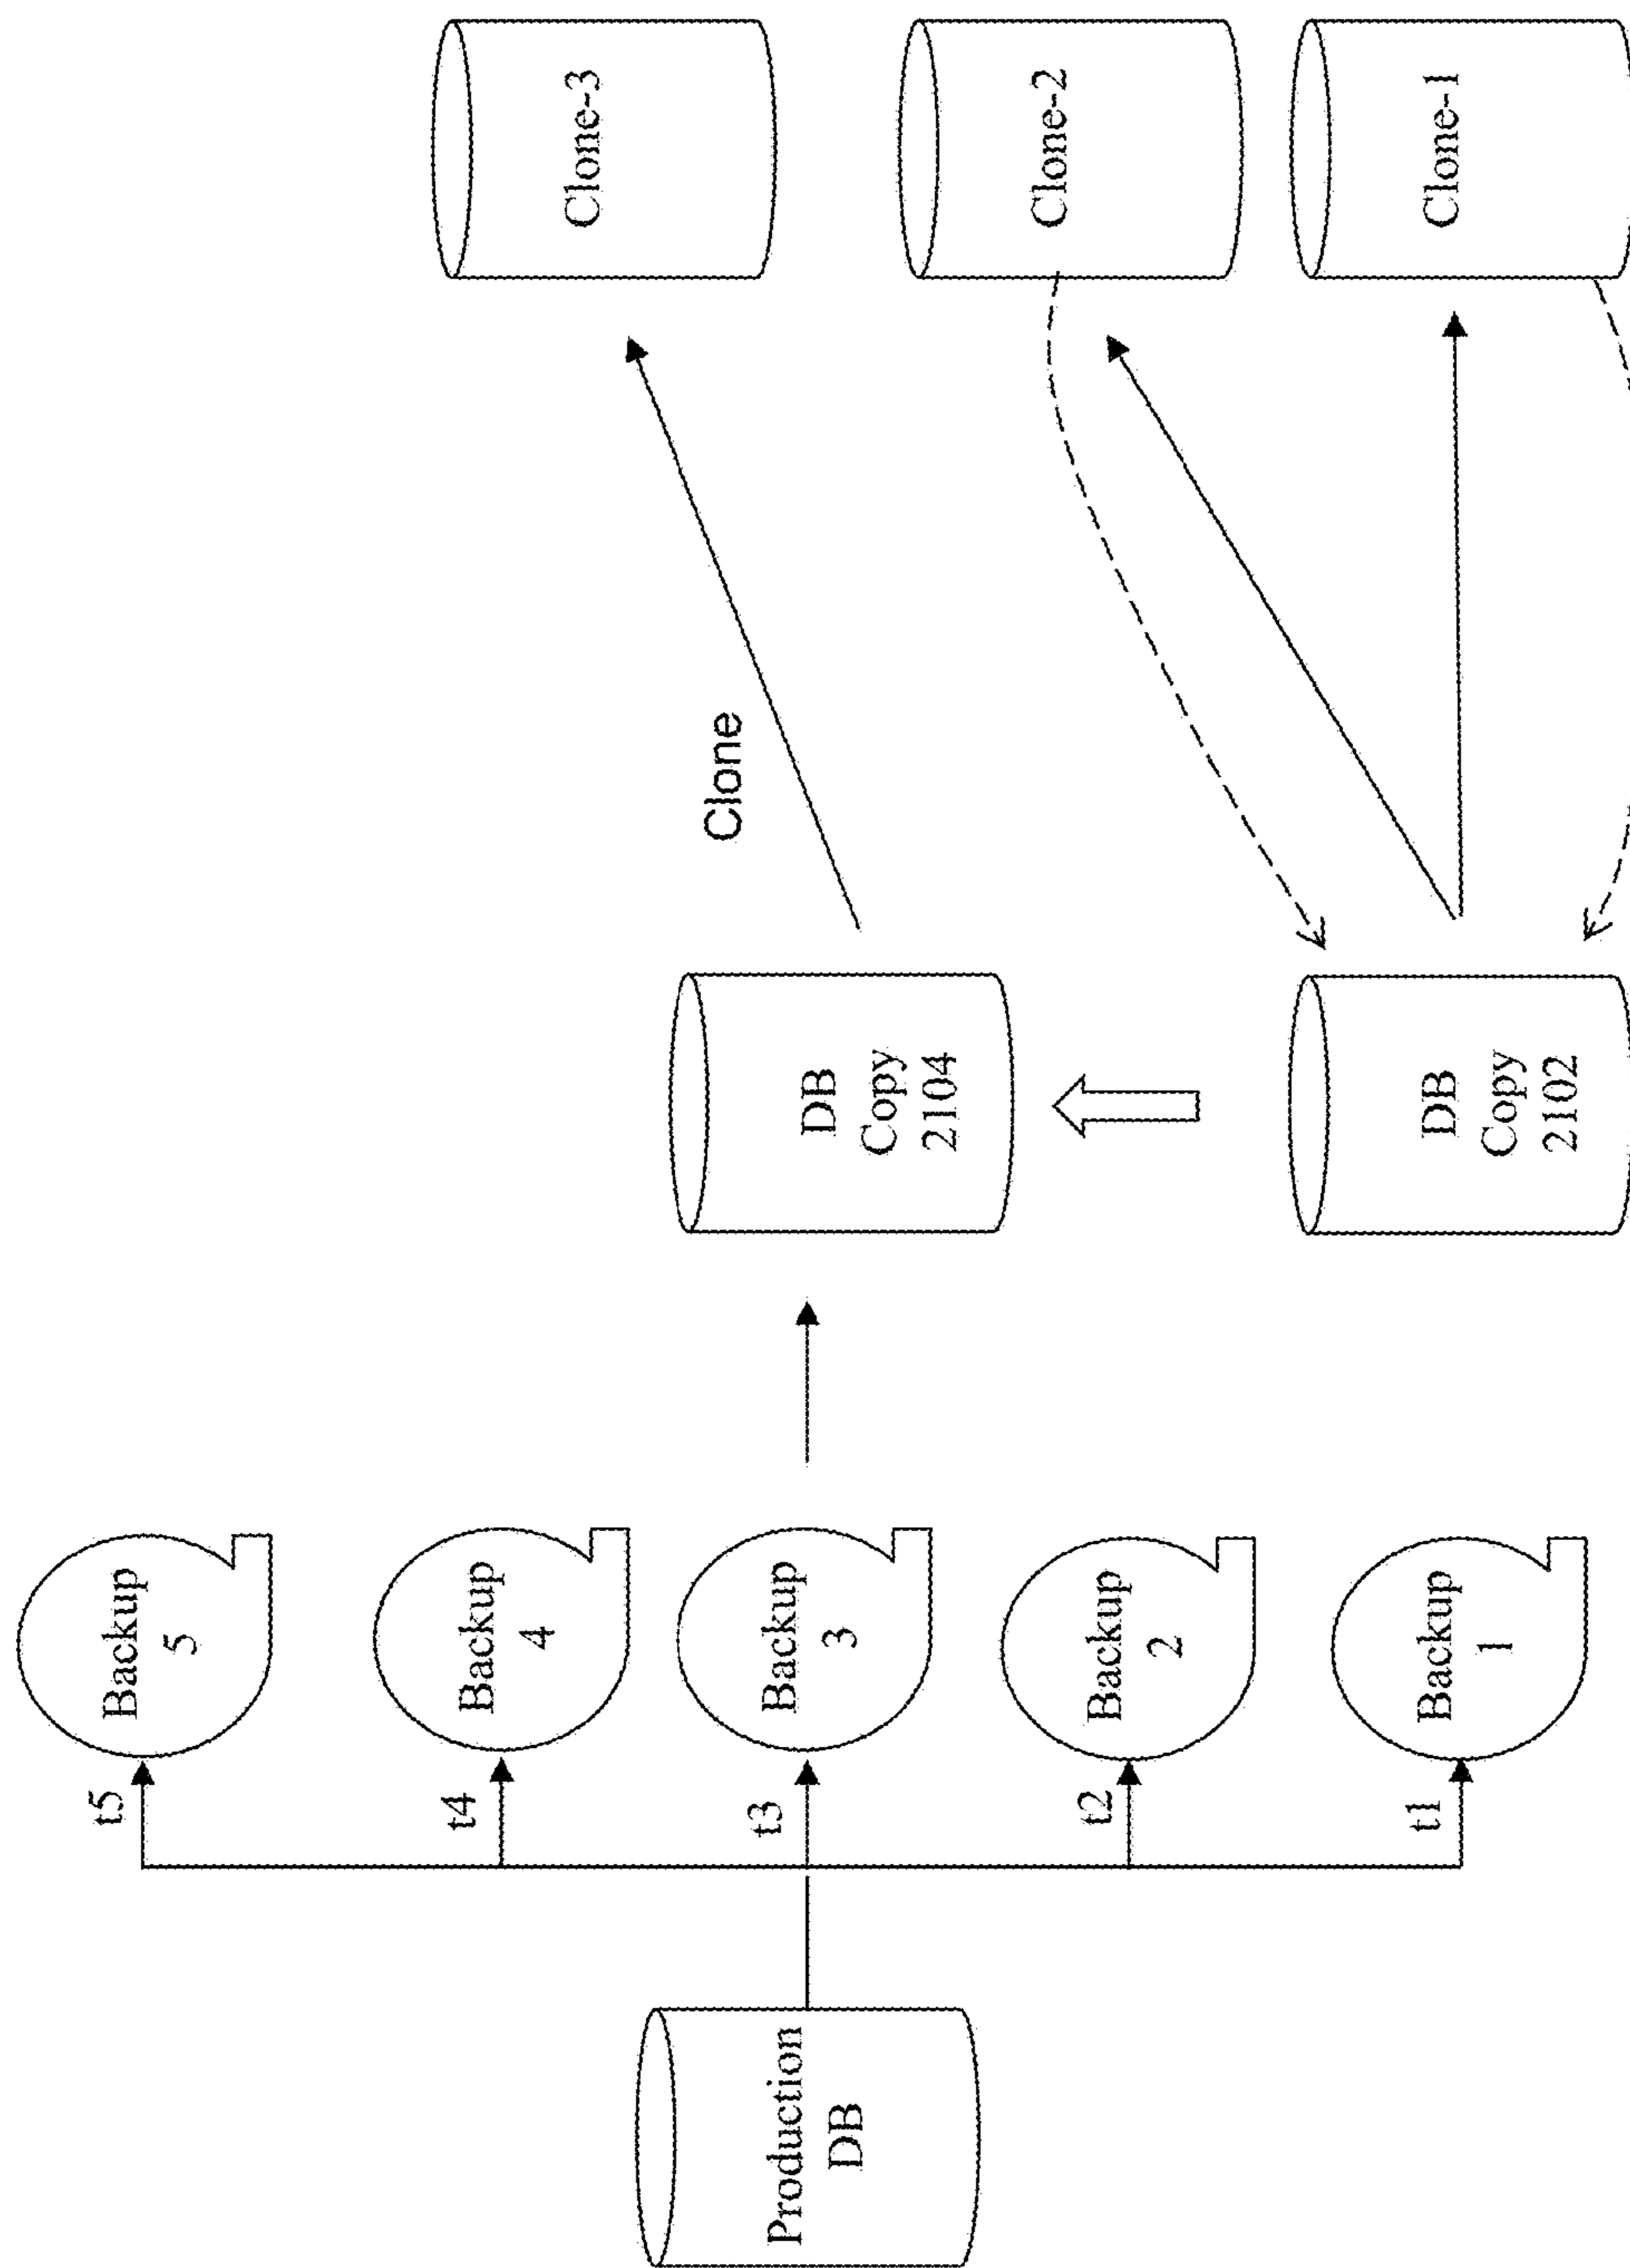 Production
DB
t5
t4
t3
t2
t1
Backup
5
Backup
4
Backup
3
Backup
2
Backup
1
DB
Copy
2104
DB
Copy
2102
Clone
Clone-3
Clone-2
Clone-1